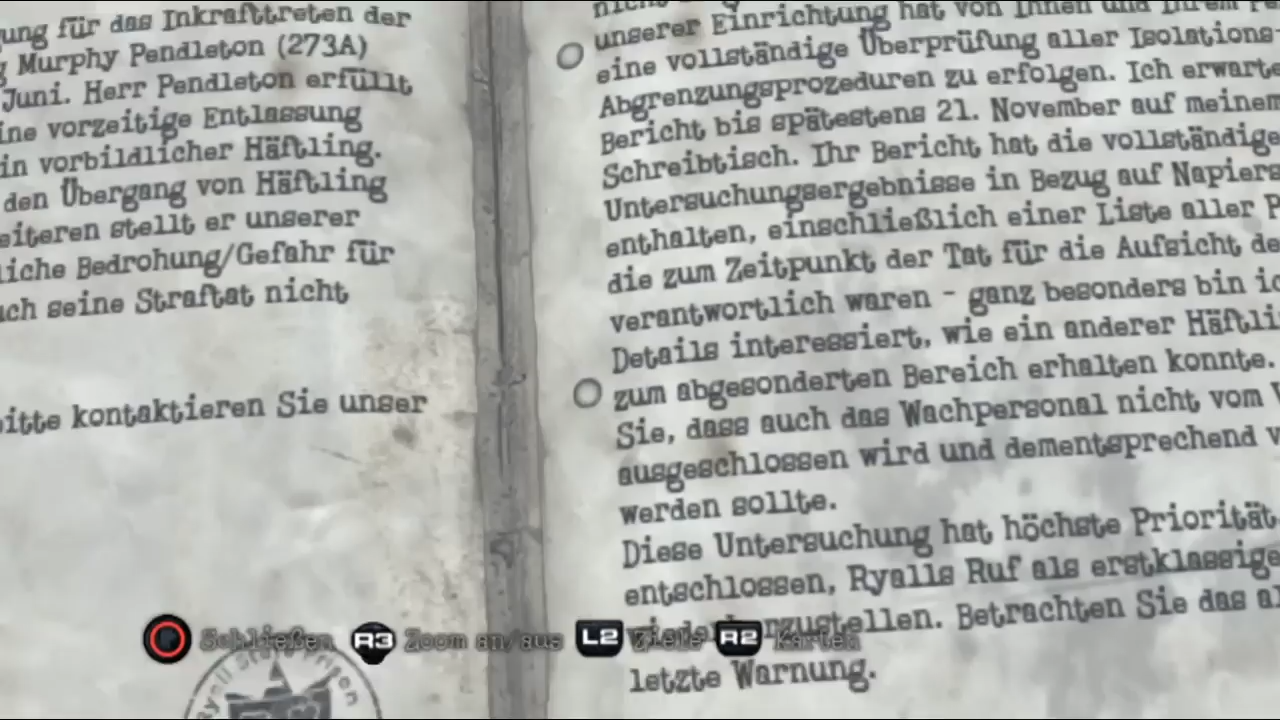 ung für das Inkrafttreten der
Murphy Pendleton (273A)
Juni. Herr Pendleton erfüllt
ine vorzeitige Entlassung
in vorbildlicher Häftling.
den Übergang von Häftling
eiteren stellt er unserer
liche Bedrohung/Gefahr für
uch seine Straftat nicht
itte kontaktieren Sie unser
unserer Einrichtung hat von Ihnen und Ihrem
eine vollständige Überprüfung aller Isolations-
Abgrenzungsprozeduren zu erfolgen. Ich erwarte
Bericht bis spätestens 21. November auf meinem
Schreibtisch. Ihr Bericht hat die vollständige
Untersuchungsergebnisse in Bezug auf Napiers
enthalten, einschließlich einer Liste aller P
die zum Zeitpunkt der Tat für die Aufsicht de
verantwortlich waren - ganz besonders bin ic
Details interessiert, wie ein anderer Häftli
zum abgesonderten Bereich erhalten konnte.
Sie, dass auch das Wachpersonal nicht vom V
ausgeschlossen wird und dementsprechend v
werden sollte.
Diese Untersuchung hat höchste Priorität
entschlossen, Ryalls Ruf als erstklassige
wiederherzustellen. Betrachten Sie das al
letzte Warnung.
Schließen R3 Zoom an/aus L2 Ziele R2 Karten
Ryall State Prison